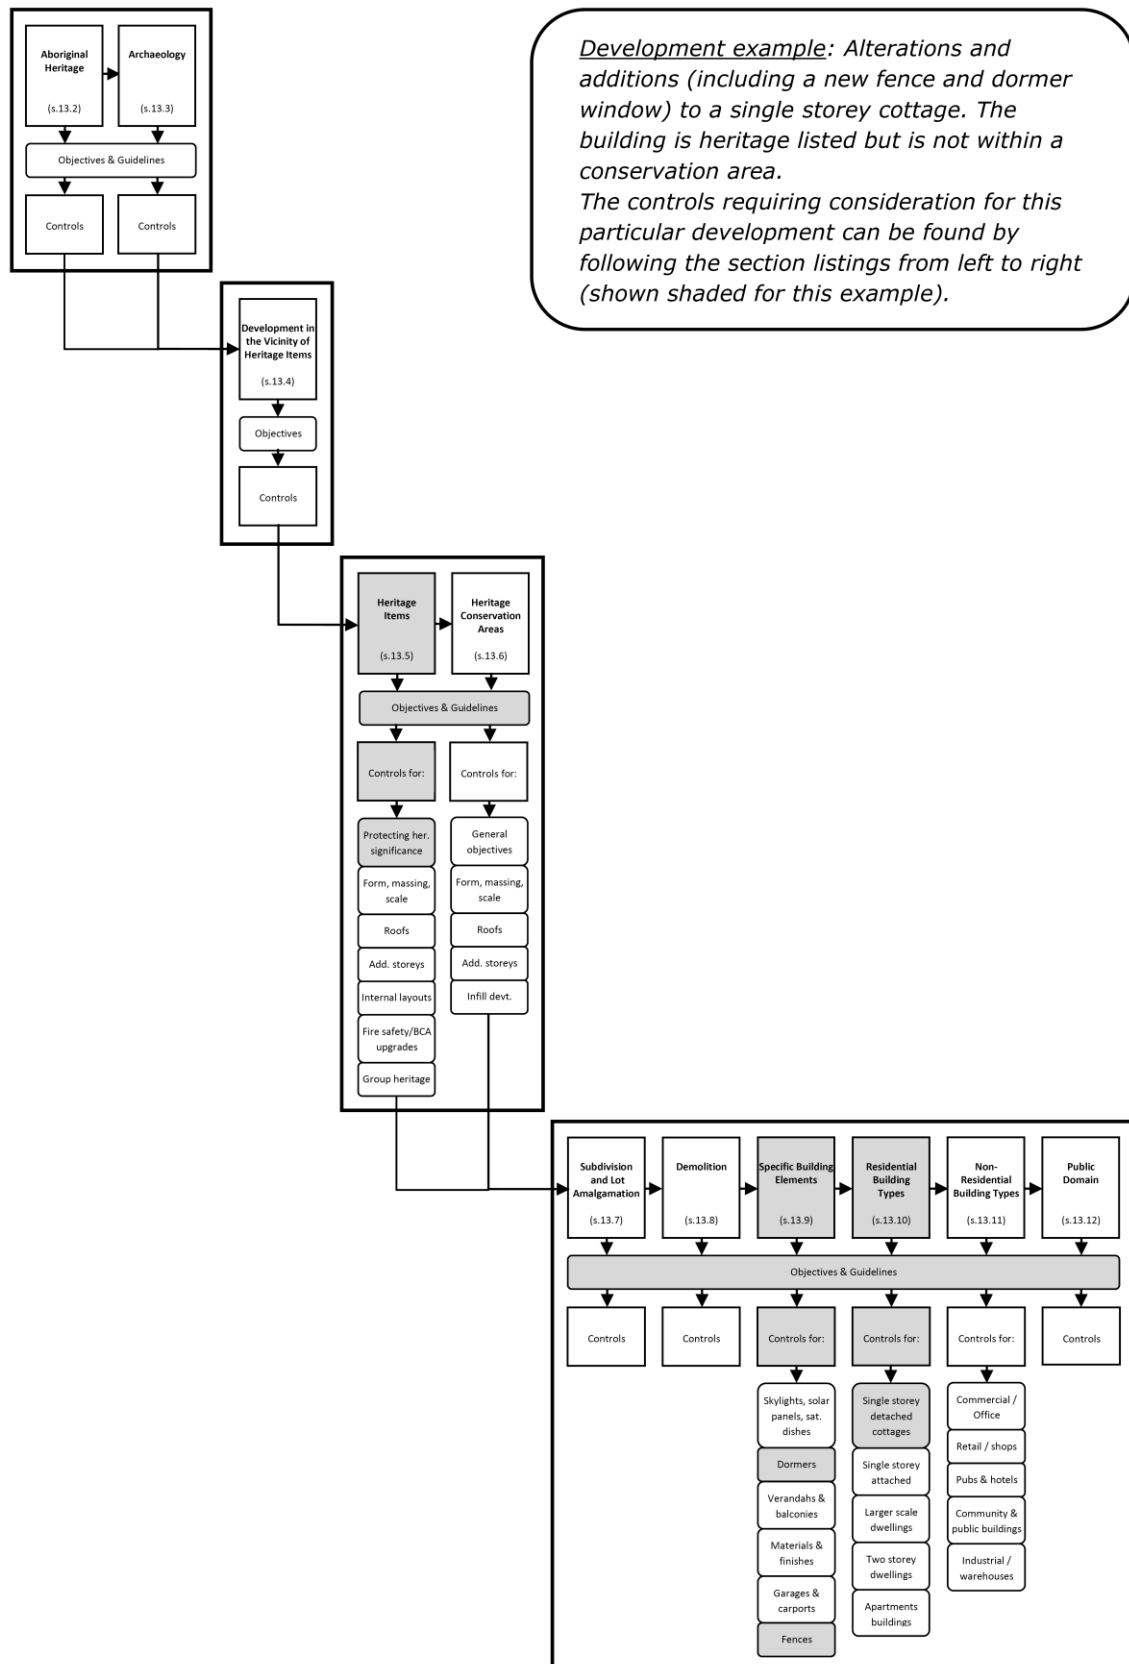 Aboriginal
Heritage
(s.13.2)
Archaeology
(s.13.3)
Objectives & Guidelines
Controls
Controls
Development example: Alterations and
additions (including a new fence and dormer
window) to a single storey cottage. The
building is heritage listed but is not within a
conservation area.
The controls requiring consideration for this
particular development can be found by
following the section listings from left to right
(shown shaded for this example).
Development in
the Vicinity of
Heritage Items
(s.13.4)
Objectives
Controls
Heritage
Items
(s.13.5)
Heritage
Conservation
Areas
(s.13.6)
Objectives & Guidelines
Controls for:
Controls for:
Protecting her.
significance
Form, massing,
scale
Roofs
Add. storeys
Internal layouts
Fire safety/BCA
upgrades
Group heritage
General
objectives
Form, massing,
scale
Roofs
Add. storeys
Infill devt.
Subdivision
and Lot
Amalgamation
(s.13.7)
Demolition
(s.13.8)
Specific Building
Elements
(s.13.9)
Residential
Building
Types
(s.13.10)
Non-
Residential
Building Types
(s.13.11)
Public
Domain
(s.13.12)
Objectives & Guidelines
Controls
Controls
Controls for:
Controls for:
Controls for:
Controls
Skylights, solar
panels, sat.
dishes
Dormers
Verandahs &
balconies
Materials &
finishes
Garages &
carports
Fences
Single storey
detached
cottages
Single storey
attached
Larger scale
dwellings
Two storey
dwellings
Apartments
buildings
Commercial /
Office
Retail / shops
Pubs & hotels
Community &
public buildings
Industrial /
warehouses